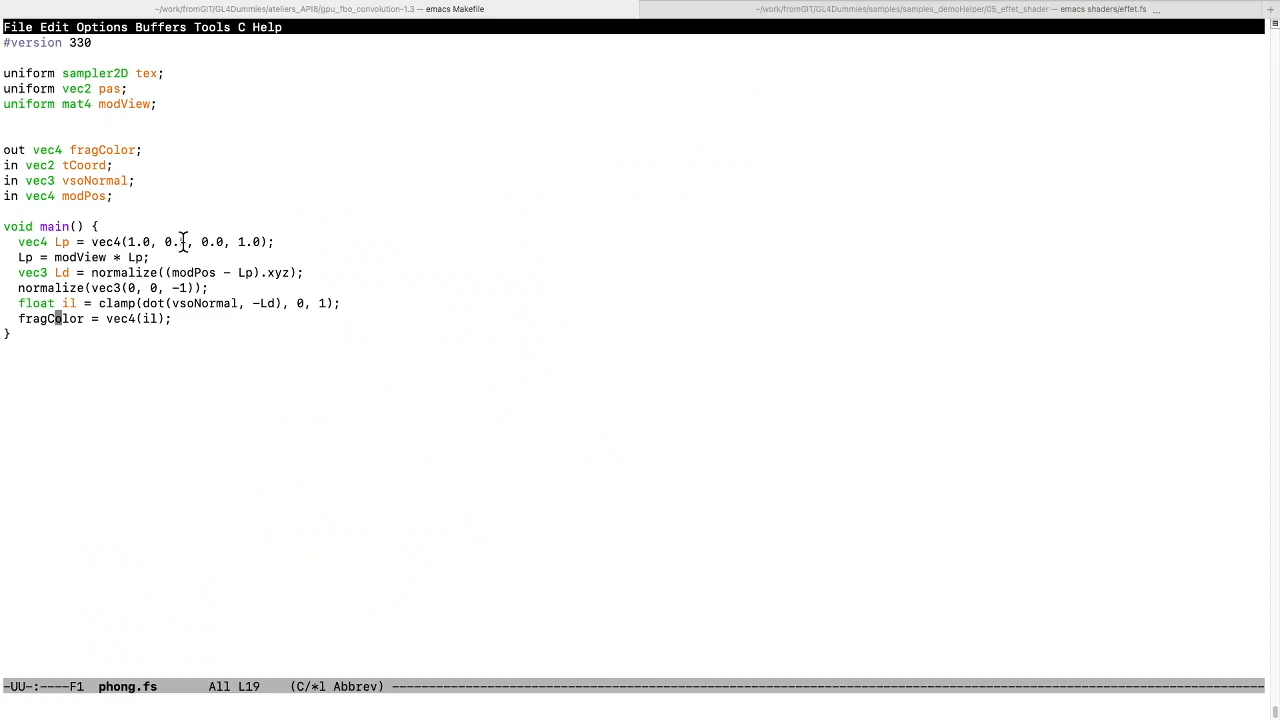 ~/work/fromGIT/GL4Dummies/ateliers_API8/gpu_fbo_convolution-1.3 — emacs Makefile
~/work/fromGIT/GL4Dummies/samples/samples_demoHelper/05_effet_shader — emacs shaders/effet.fs ...
File Edit Options Buffers Tools C Help
#version 330
uniform sampler2D tex;
uniform vec2 pas;
uniform mat4 modView;
out vec4 fragColor;
in vec2 tCoord;
in vec3 vsoNormal;
in vec4 modPos;
void main() {
vec4 Lp = vec4(1.0, 0. , 0.0, 1.0);
Lp = modView * Lp;
vec3 Ld = normalize((modPos - Lp).xyz);
normalize(vec3(0, 0, -1));
float il = clamp(dot(vsoNormal, -Ld), 0, 1);
fragColor = vec4(il);
}
-UU-:----F1 phong.fs All L19 (C/*l Abbrev) ----------